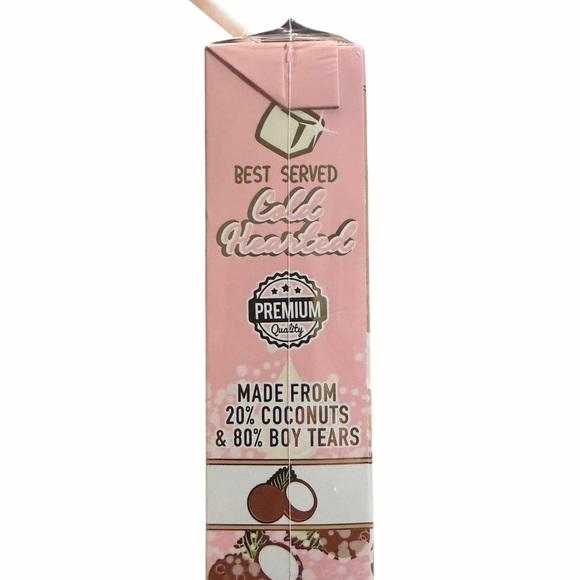 BEST SERVED
Cold
Hearted
PREMIUM
Quality
MADE FROM
20% COCONUTS
& 80% BOY TEARS